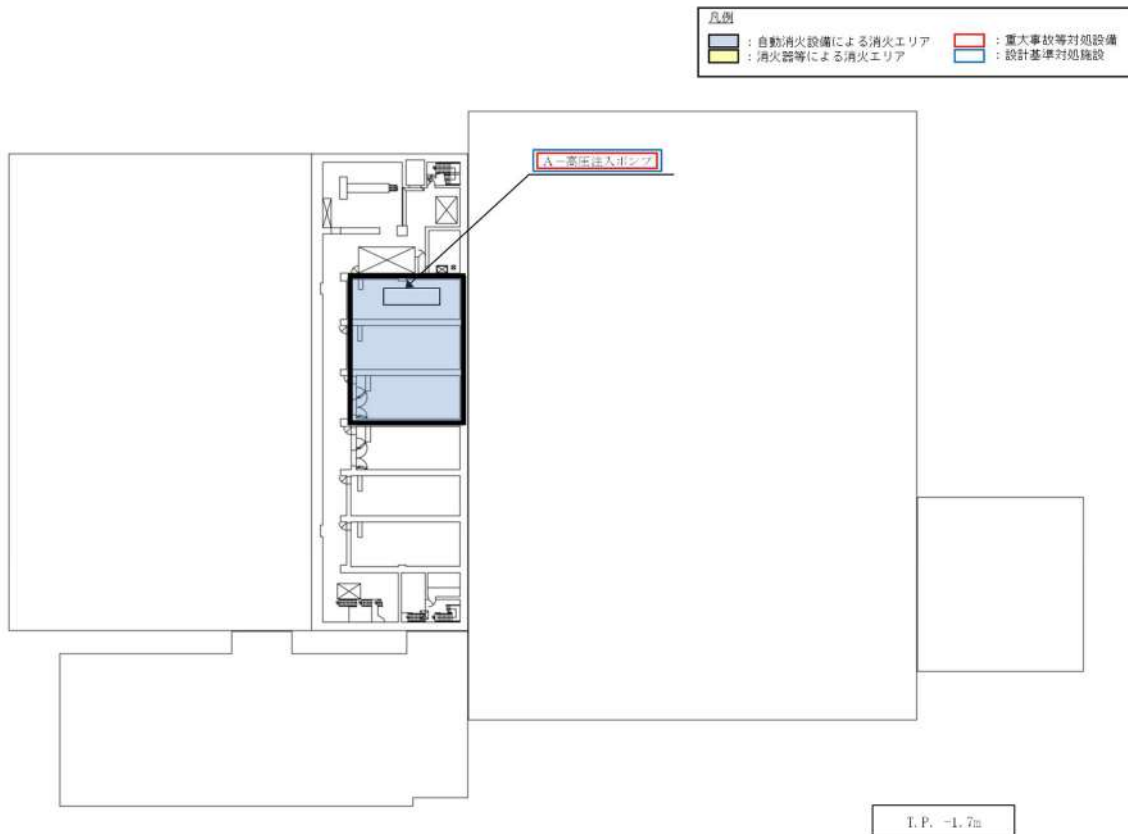 凡例
：自動消火設備による消火エリア
：消火器等による消火エリア
：重大事故等対処設備
：設計基準対処施設
A－高圧注入ポンプ
T.P. -1.7m